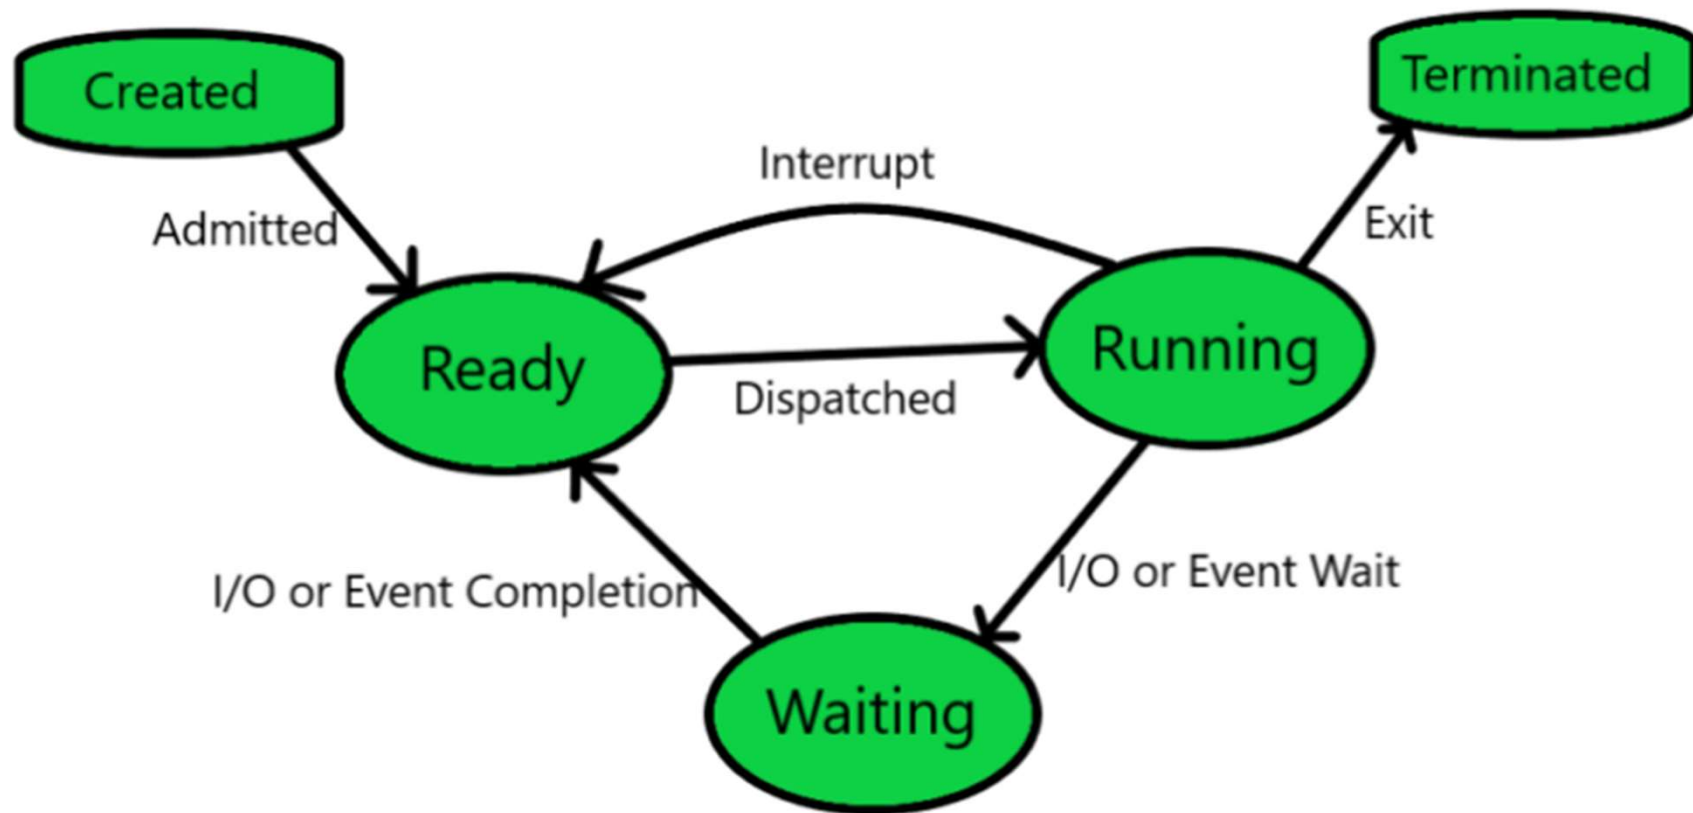 Created
Terminated
Interrupt
Admitted
Exit
Ready
Running
Dispatched
I/O or Event Completion
I/O or Event Wait
Waiting